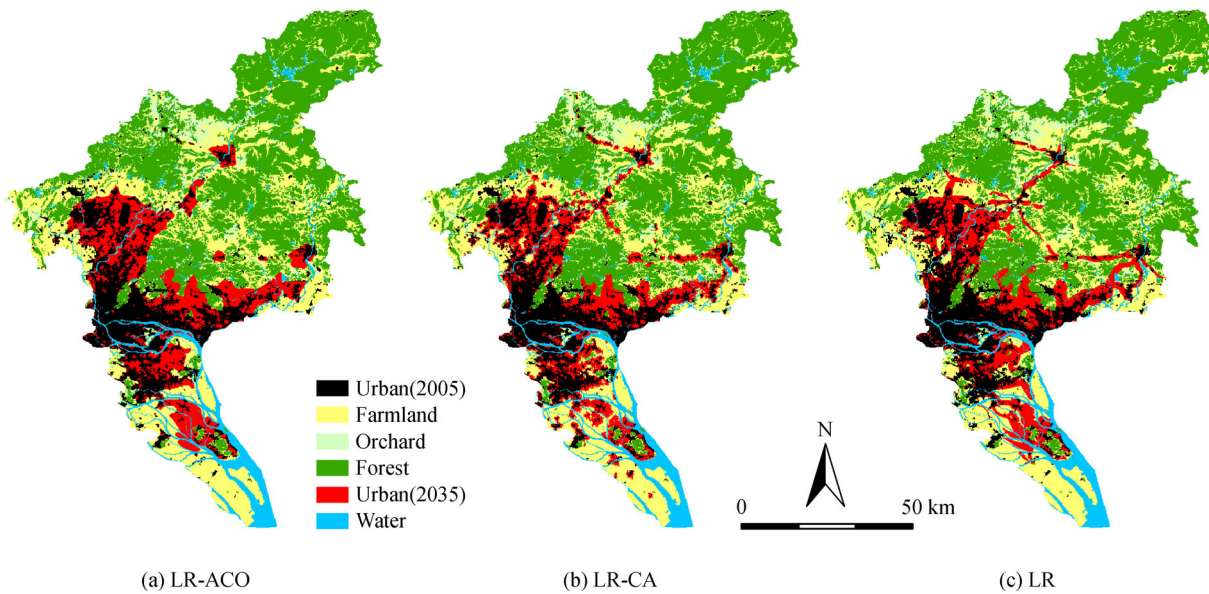 Urban(2005)
Farmland
Orchard
Forest
Urban(2035)
Water
N
0 50 km
(a) LR-ACO (b) LR-CA (c) LR